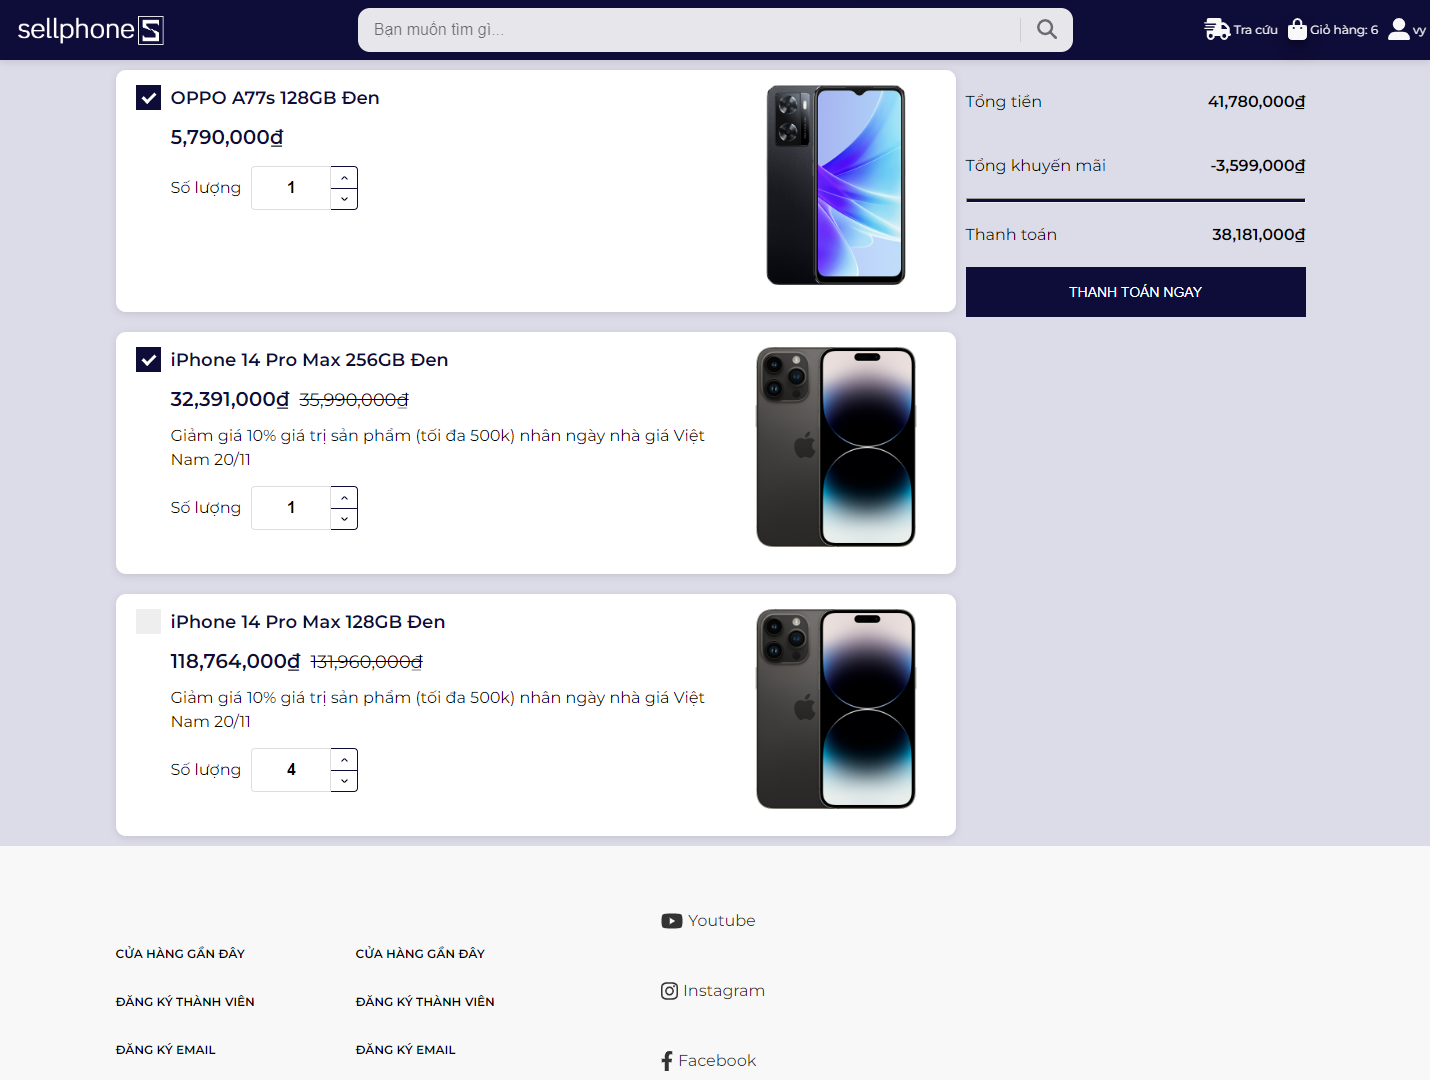 sellphoneS
Bạn muốn tìm gì...
Tra cứu
Giỏ hàng: 6
vy
OPPO A77s 128GB Đen
5,790,000₫
Số lượng
1
iPhone 14 Pro Max 256GB Đen
32,391,000₫ 35,990,000₫
Giảm giá 10% giá trị sản phẩm (tối đa 500k) nhân ngày nhà giá Việt
Nam 20/11
Số lượng
1
iPhone 14 Pro Max 128GB Đen
118,764,000₫ 131,960,000₫
Giảm giá 10% giá trị sản phẩm (tối đa 500k) nhân ngày nhà giá Việt
Nam 20/11
Số lượng
4
Tổng tiền 41,780,000₫
Tổng khuyến mãi -3,599,000₫
Thanh toán 38,181,000₫
THANH TOÁN NGAY
CỬA HÀNG GẦN ĐÂY
ĐĂNG KÝ THÀNH VIÊN
ĐĂNG KÝ EMAIL
CỬA HÀNG GẦN ĐÂY
ĐĂNG KÝ THÀNH VIÊN
ĐĂNG KÝ EMAIL
Youtube
Instagram
Facebook